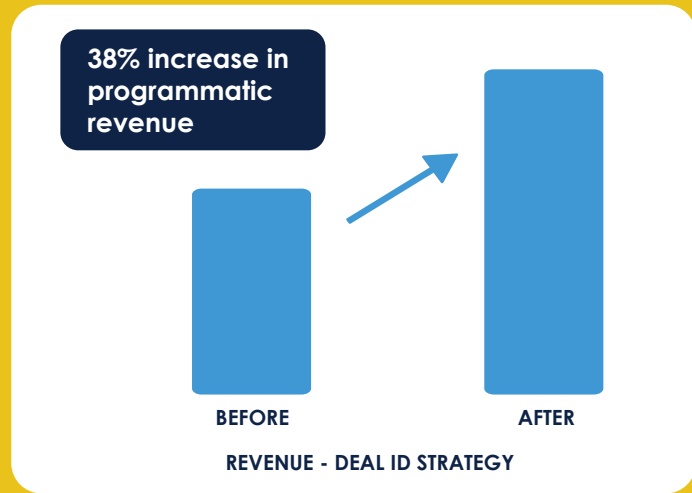 38% increase in
programmatic
revenue
BEFORE
AFTER
REVENUE - DEAL ID STRATEGY